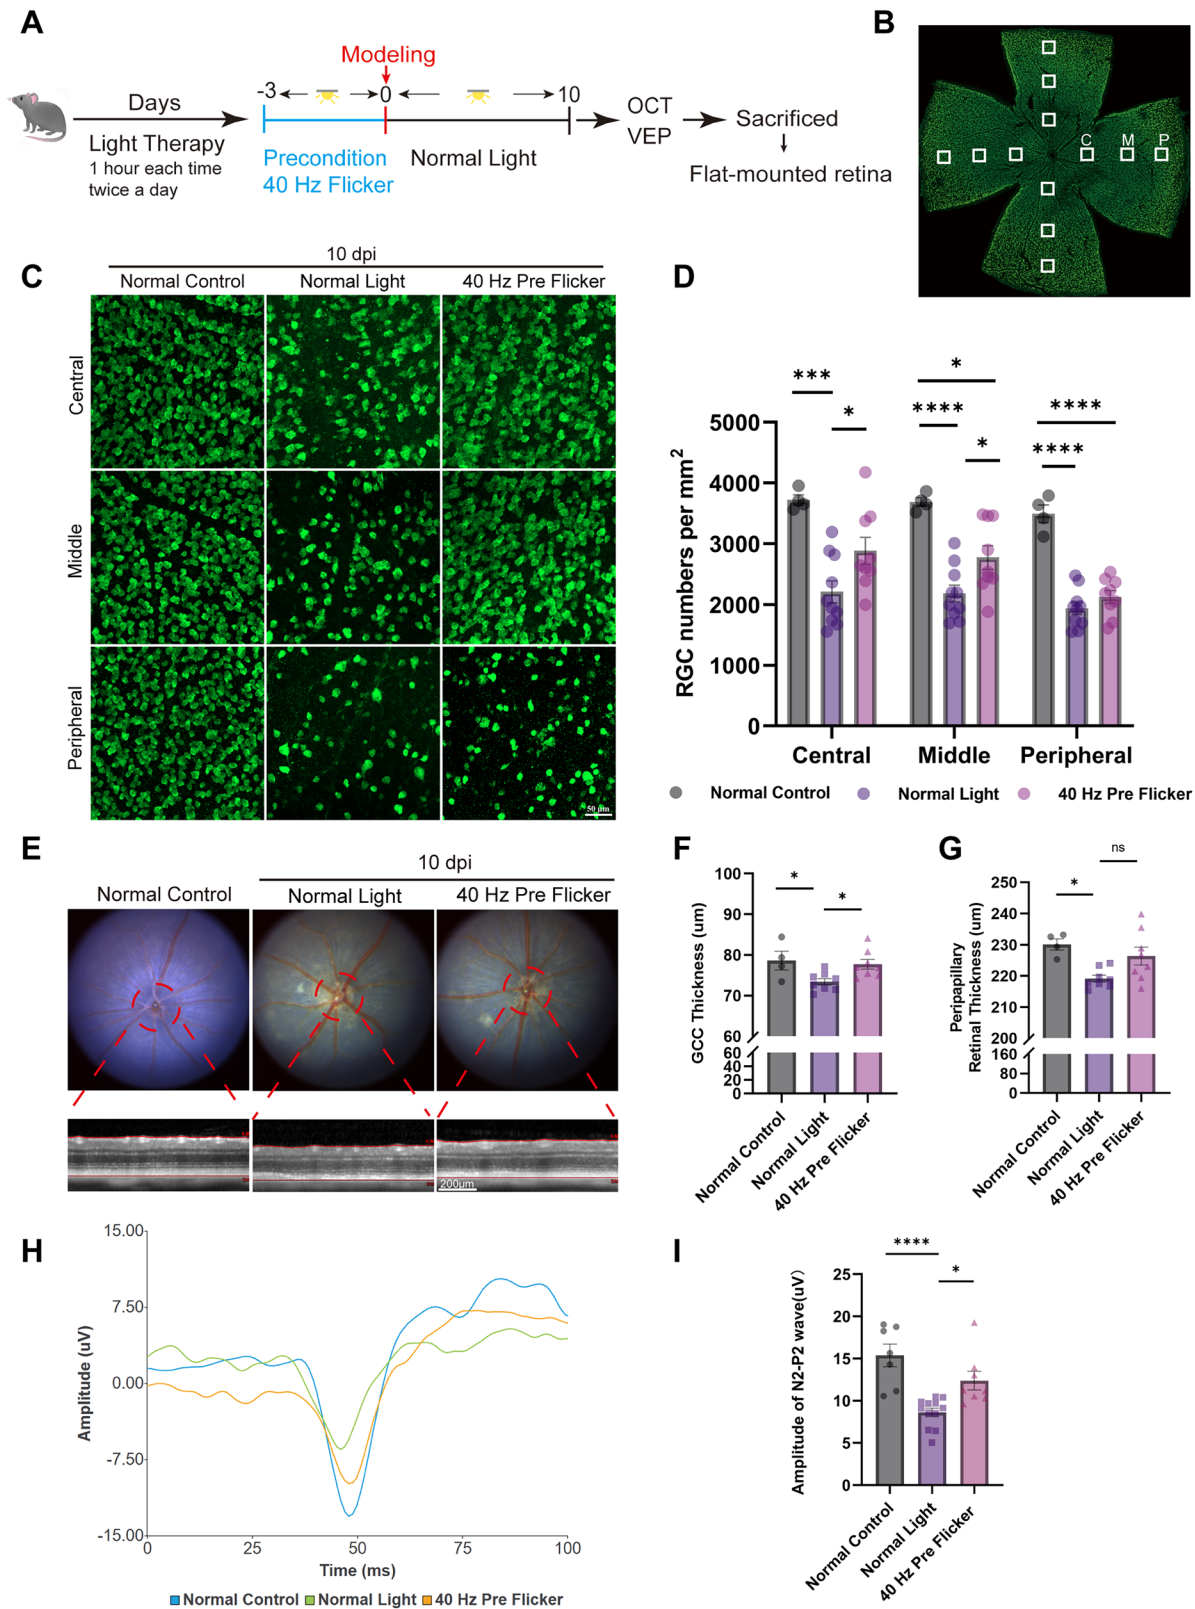 A
Days
Light Therapy
1 hour each time
twice a day
Modeling
-3 0 10
Precondition
40 Hz Flicker
Normal Light
OCT
VEP
Sacrificed
Flat-mounted retina
B
C M P
C
10 dpi
Normal Control Normal Light 40 Hz Pre Flicker
Central
Middle
Peripheral
50 μm
D
RGC numbers per mm2
5000
4000
3000
2000
1000
0
*** * **** * * **** ****
Central Middle Peripheral
Normal Control Normal Light 40 Hz Pre Flicker
E
10 dpi
Normal Control Normal Light 40 Hz Pre Flicker
200μm
F
GCC Thickness (um)
100
90
80
70
60
60
40
20
0
* *
Normal Control
Normal Light
40 Hz Pre Flicker
G
Peripapillary
Retinal Thickness (um)
250
240
230
220
210
200
160
80
0
* ns
Normal Control
Normal Light
40 Hz Pre Flicker
H
Amplitude (uV)
15.00
7.50
0.00
-7.50
-15.00
0 25 50 75 100
Time (ms)
Normal Control Normal Light 40 Hz Pre Flicker
I
Amplitude of N2-P2 wave(uV)
25
20
15
10
5
0
**** *
Normal Control
Normal Light
40 Hz Pre Flicker